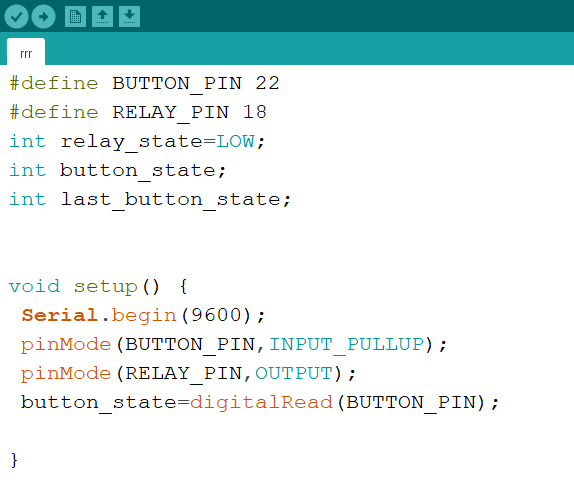 rrr
#define BUTTON_PIN 22
#define RELAY_PIN 18
int relay_state=LOW;
int button_state;
int last_button_state;
void setup() {
Serial.begin(9600);
pinMode(BUTTON_PIN,INPUT_PULLUP);
pinMode(RELAY_PIN,OUTPUT);
button_state=digitalRead(BUTTON_PIN);
}